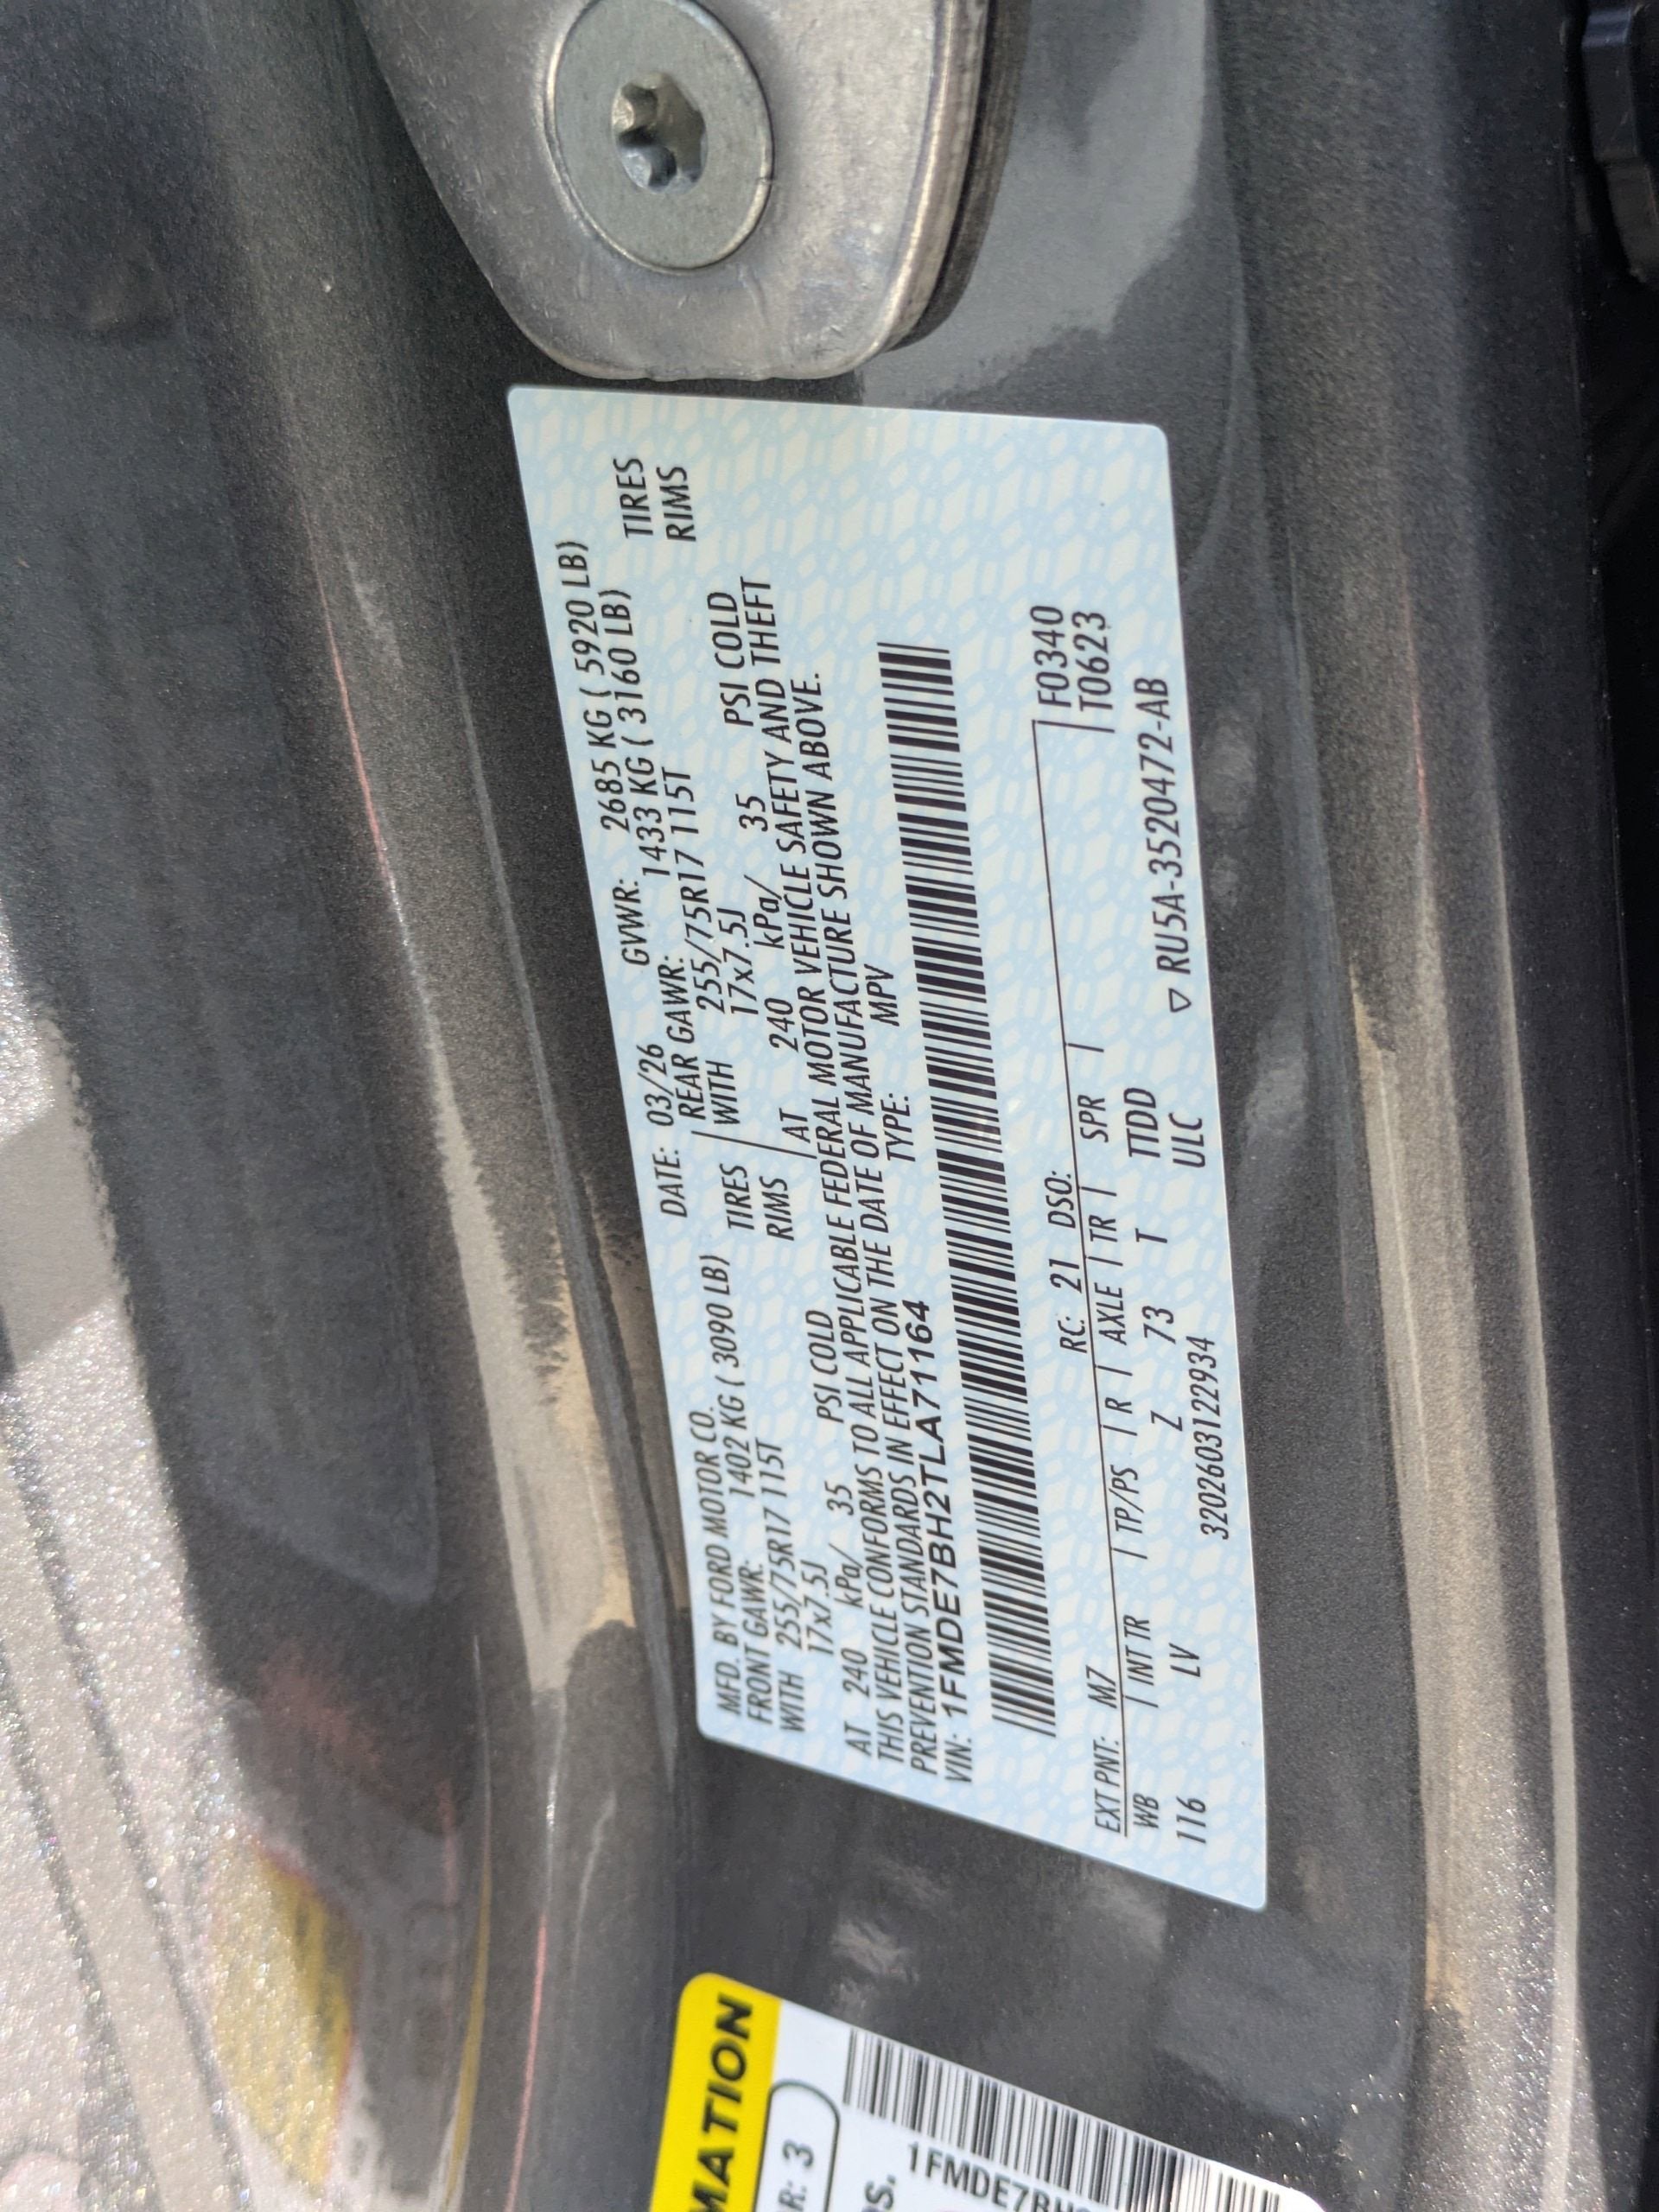 MFD. BY FORD MOTOR CO. DATE: 03/26 GVWR: 2685 KG ( 5920 LB)
FRONT GAWR: 1402 KG ( 3090 LB) REAR GAWR: 1433 KG ( 3160 LB)
WITH 255/75R17 115T TIRES WITH 255/75R17 115T TIRES
17x7.5J RIMS 17x7.5J RIMS
AT 240 kPa/ 35 PSI COLD AT 240 kPa/ 35 PSI COLD
THIS VEHICLE CONFORMS TO ALL APPLICABLE FEDERAL MOTOR VEHICLE SAFETY AND THEFT
PREVENTION STANDARDS IN EFFECT ON THE DATE OF MANUFACTURE SHOWN ABOVE.
VIN: 1FMDE7BH2TLA71164 TYPE: MPV
EXT PNT: M7 RC: 21 DSO: F0340
WB | INT TR | TP/PS | R | AXLE | TR | SPR | T0623
116 LV Z 73 T TTDD
3202603122934 ULC ▽ RU5A-3520472-AB
MATION
R: 3
1FMDE7BH